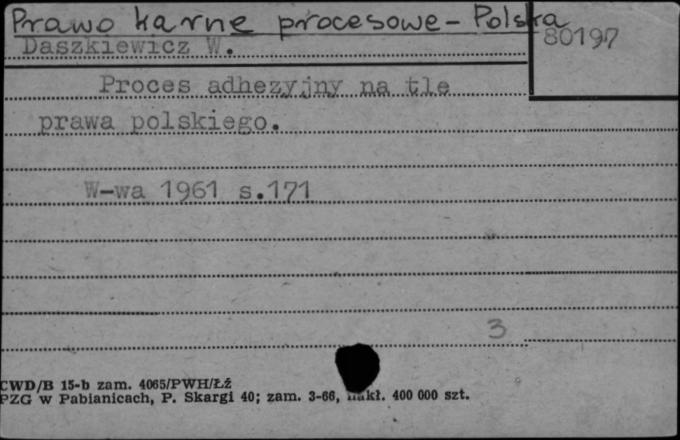 Prawo karne procesowe - Polska
Daszkiewicz W.
80197
Proces adhezyjny na tle
prawa polskiego.
W-wa 1961 s.171
3
CWD/B 15-b zam. 4065/PWH/ŁŹ
PZG w Pabianicach, P. Skargi 40; zam. 3-66, nakł. 400 000 szt.